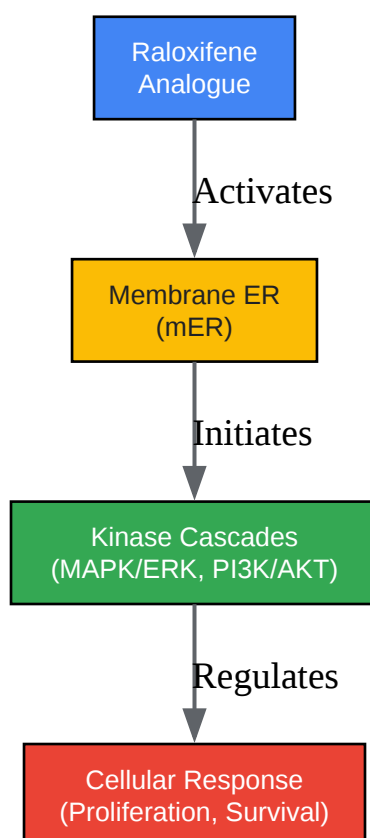 Raloxifene
Analogue
Activates
Membrane ER
(mER)
Initiates
Kinase Cascades
(MAPK/ERK, PI3K/AKT)
Regulates
Cellular Response
(Proliferation, Survival)